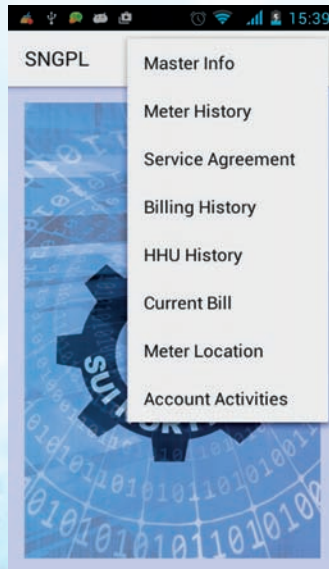 15:39
SNGPL
Master Info
Meter History
Service Agreement
Billing History
HHU History
Current Bill
Meter Location
Account Activities
SUI